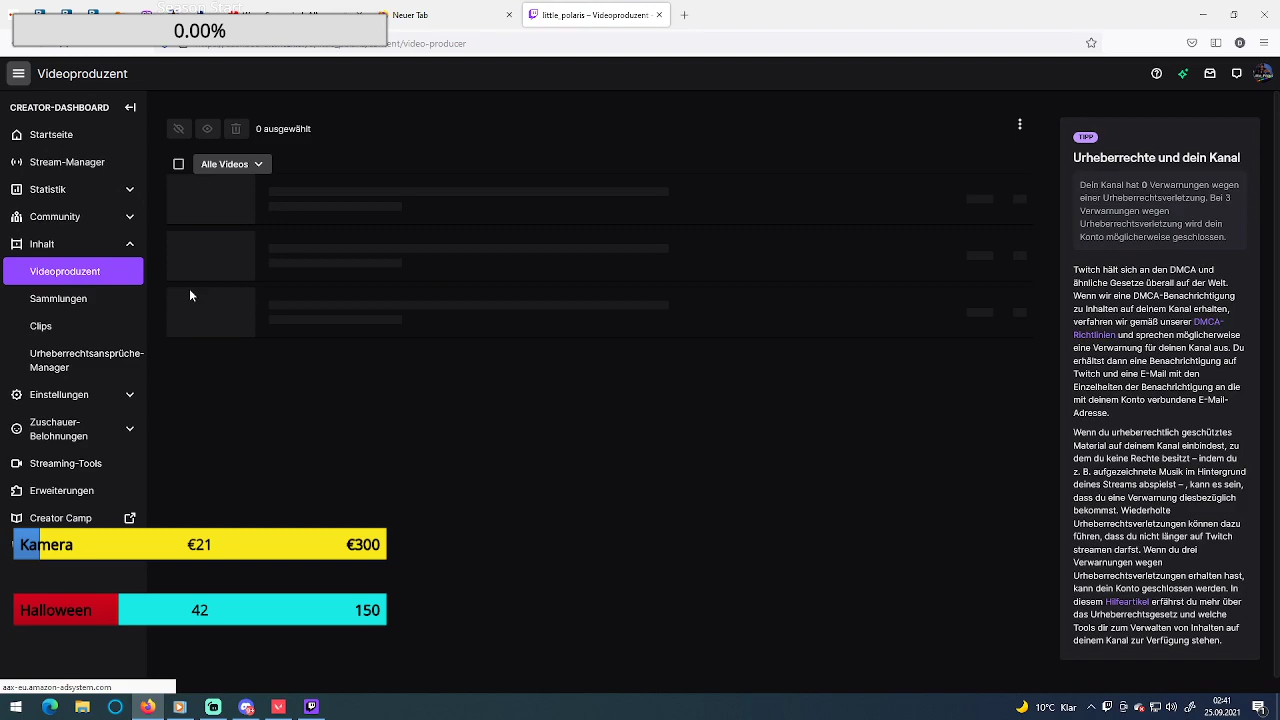 Season Start
0.00%
Neuer Tab
little_polaris – Videoproduzent -
Videoproduzent
CREATOR-DASHBOARD
Startseite
Stream-Manager
Statistik
Community
Inhalt
Videoproduzent
Sammlungen
Clips
Urheberrechtsansprüche-
Manager
Einstellungen
Zuschauer-
Belohnungen
Streaming-Tools
Erweiterungen
Creator Camp
0 ausgewählt
Alle Videos
TIPP
Urheberrechte und dein Kanal
Dein Kanal hat 0 Verwarnungen wegen
einer Urheberrechtsverletzung. Bei 3
Verwarnungen wegen
Urheberrechtsverletzung wird dein
Konto möglicherweise geschlossen.
Twitch hält sich an den DMCA und
ähnliche Gesetze überall auf der Welt.
Wenn wir eine DMCA-Benachrichtigung
zu Inhalten auf deinem Kanal erhalten,
verfahren wir gemäß unserer DMCA-
Richtlinien und sprechen möglicherweise
eine Verwarnung für deinen Kanal aus. Du
erhältst dann eine Benachrichtigung auf
Twitch und eine E-Mail mit den
Einzelheiten der Benachrichtigung an die
mit deinem Konto verbundene E-Mail-
Adresse.
Wenn du urheberrechtlich geschütztes
Material auf deinem Kanal einbindest, zu
dem du keine Rechte besitzt – indem du
z. B. aufgezeichnete Musik im Hintergrund
deines Streams abspielst – , kann es sein,
dass du eine Verwarnung diesbezüglich
bekommst. Wiederholte
Urheberrechtsverletzungen können dazu
führen, dass du nicht länger auf Twitch
streamen darfst. Wenn du drei
Verwarnungen wegen
Urheberrechtsverletzungen erhalten hast,
kann dein Konto geschlossen werden. In
diesem Hilfeartikel erfährst du mehr über
das Urheberrechtsgesetz und welche
Tools dir zum Verwalten von Inhalten auf
deinem Kanal zur Verfügung stehen.
Kamera €21 €300
Halloween 42 150
aax-eu.amazon-adsystem.com
10°C Klar
02:41
25.09.2021